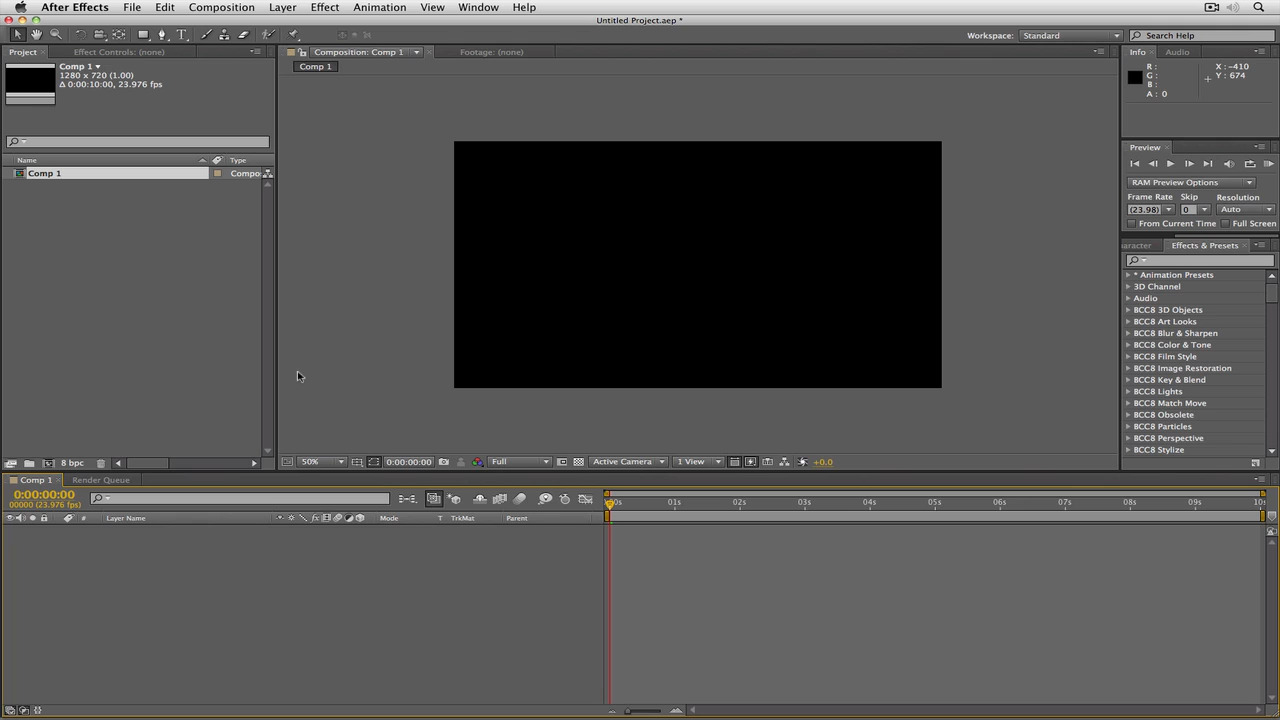 After Effects File Edit Composition Layer Effect Animation View Window Help
Untitled Project.aep *
T
Workspace: Standard
Search Help
Project Effect Controls: (none)
Composition: Comp 1
Footage: (none)
Info Audio
Comp 1
1280 x 720 (1.00)
Δ 0:00:10:00, 23.976 fps
Comp 1
R :
G :
B :
A : 0
X : -410
Y : 674
Name Type
Comp 1 Compo
Preview
RAM Preview Options
Frame Rate Skip Resolution
(23.98) 0 Auto
From Current Time Full Screen
aracter Effects & Presets
* Animation Presets
3D Channel
Audio
BCC8 3D Objects
BCC8 Art Looks
BCC8 Blur & Sharpen
BCC8 Color & Tone
BCC8 Film Style
BCC8 Image Restoration
BCC8 Key & Blend
BCC8 Lights
BCC8 Match Move
BCC8 Obsolete
BCC8 Particles
BCC8 Perspective
BCC8 Stylize
8 bpc
50% 0:00:00:00 Full Active Camera 1 View +0.0
Comp 1 Render Queue
0:00:00:00
00000 (23.976 fps)
0s 01s 02s 03s 04s 05s 06s 07s 08s 09s 10s
# Layer Name fx Mode T TrkMat Parent